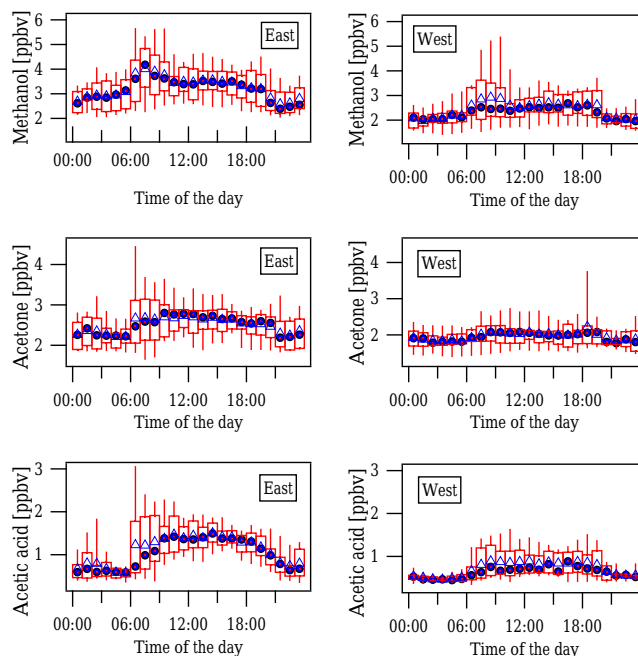 Methanol [ppbv]
6
5
4
3
2
East
00:00 06:00 12:00 18:00
Time of the day
Methanol [ppbv]
6
5
4
3
2
West
00:00 06:00 12:00 18:00
Time of the day
Acetone [ppbv]
4
3
2
East
00:00 06:00 12:00 18:00
Time of the day
Acetone [ppbv]
4
3
2
West
00:00 06:00 12:00 18:00
Time of the day
Acetic acid [ppbv]
3
2
1
East
00:00 06:00 12:00 18:00
Time of the day
Acetic acid [ppbv]
3
2
1
West
00:00 06:00 12:00 18:00
Time of the day